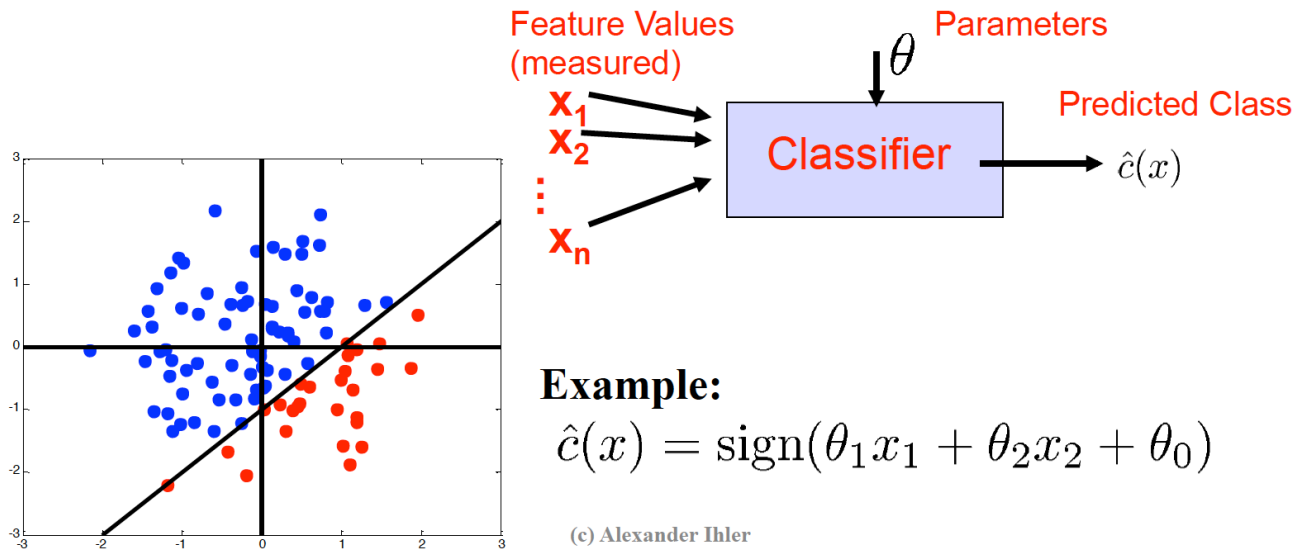 Feature Values
(measured)
Parameters
θ
x₁
x₂
⋮
xₙ
Classifier
Predicted Class
ĉ(x)
3
2
1
0
-1
-2
-3
-3 -2 -1 0 1 2 3
Example:
ĉ(x) = sign(θ₁x₁ + θ₂x₂ + θ₀)
(c) Alexander Ihler